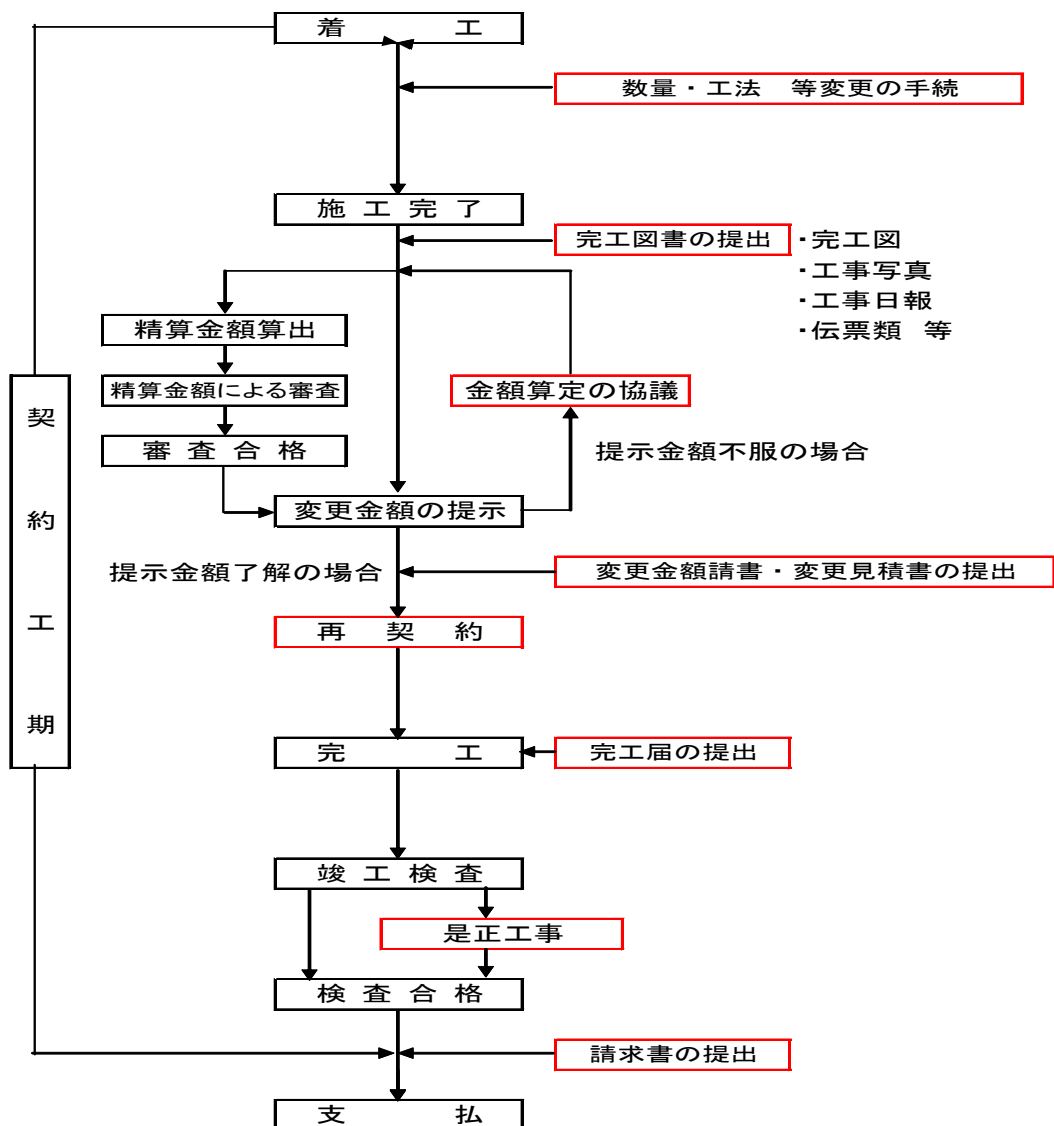 着　工
数量・工法　等変更の手続
施工完了
完工図書の提出
・完工図
・工事写真
・工事日報
・伝票類　等
精算金額算出
精算金額による審査
審査合格
金額算定の協議
提示金額不服の場合
変更金額の提示
提示金額了解の場合
変更金額請書・変更見積書の提出
再契約
契約工期
完　工
完工届の提出
竣工検査
是正工事
検査合格
請求書の提出
支　払